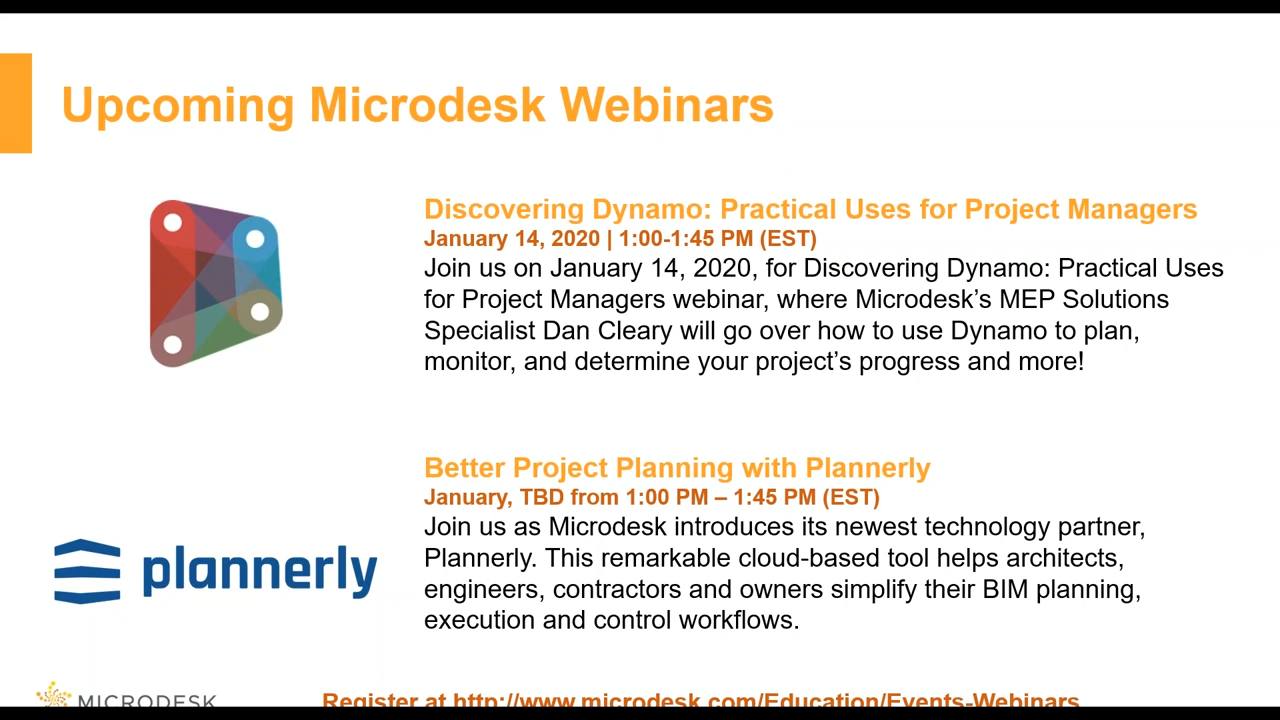 Upcoming Microdesk Webinars
Discovering Dynamo: Practical Uses for Project Managers
January 14, 2020 | 1:00-1:45 PM (EST)
Join us on January 14, 2020, for Discovering Dynamo: Practical Uses
for Project Managers webinar, where Microdesk’s MEP Solutions
Specialist Dan Cleary will go over how to use Dynamo to plan,
monitor, and determine your project’s progress and more!
Better Project Planning with Plannerly
January, TBD from 1:00 PM – 1:45 PM (EST)
Join us as Microdesk introduces its newest technology partner,
Plannerly. This remarkable cloud-based tool helps architects,
engineers, contractors and owners simplify their BIM planning,
execution and control workflows.
plannerly
MICRODESK
Register at http://www.microdesk.com/Education/Events-Webinars